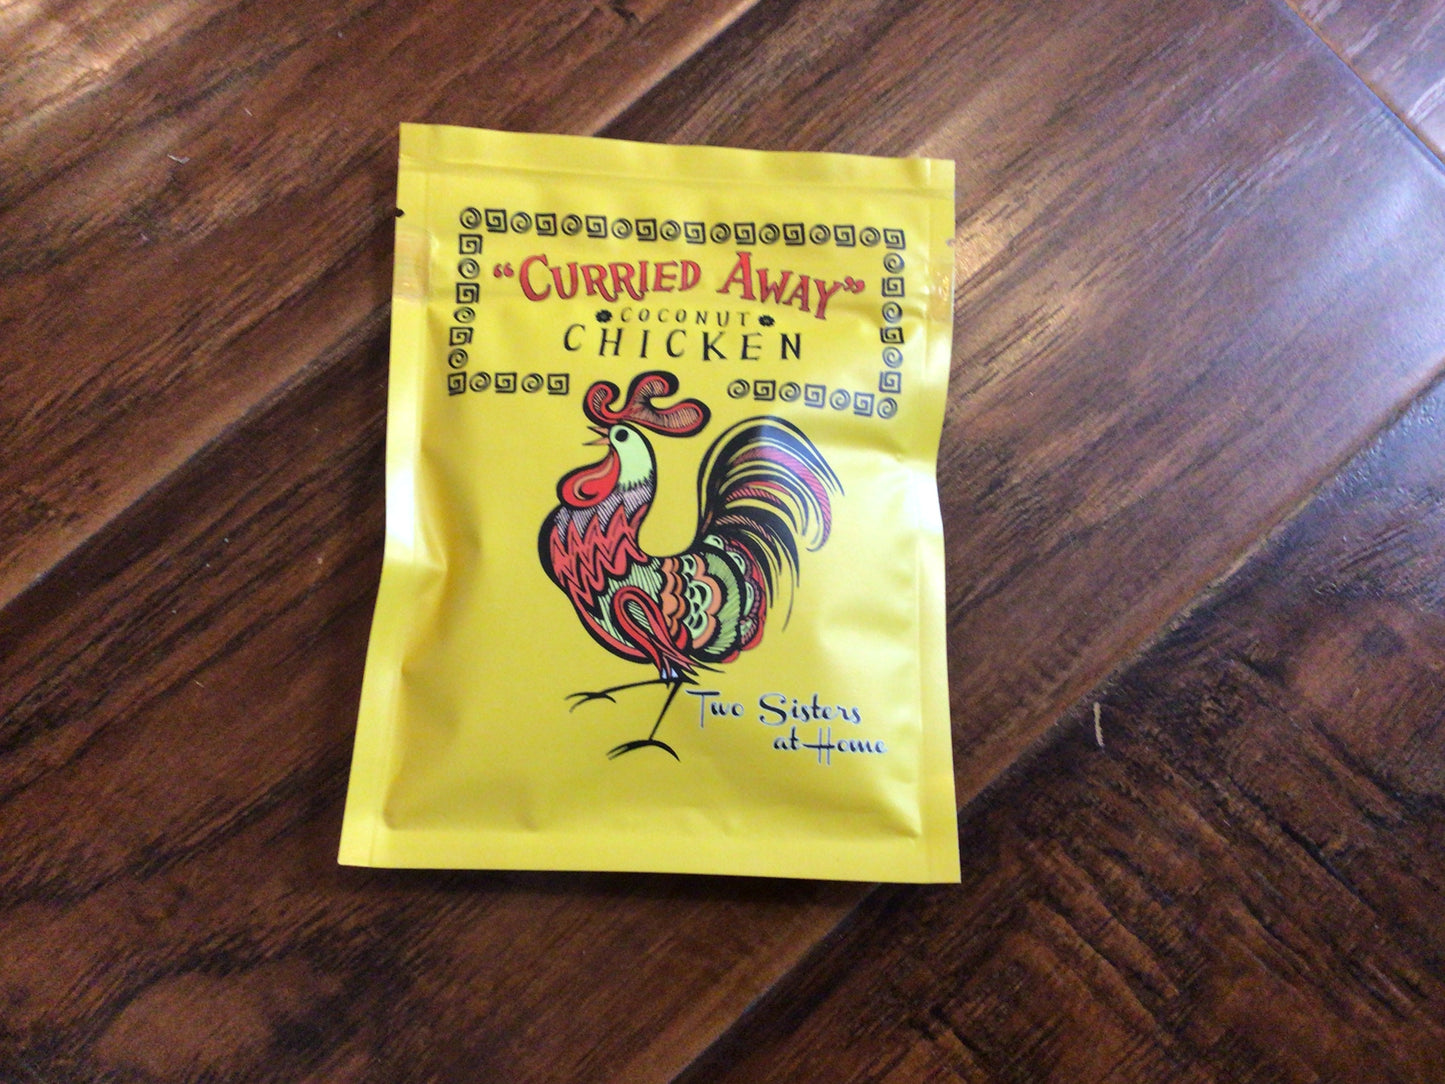 “CURRIED AWAY”
COCONUT
CHICKEN
Two Sisters
at Home